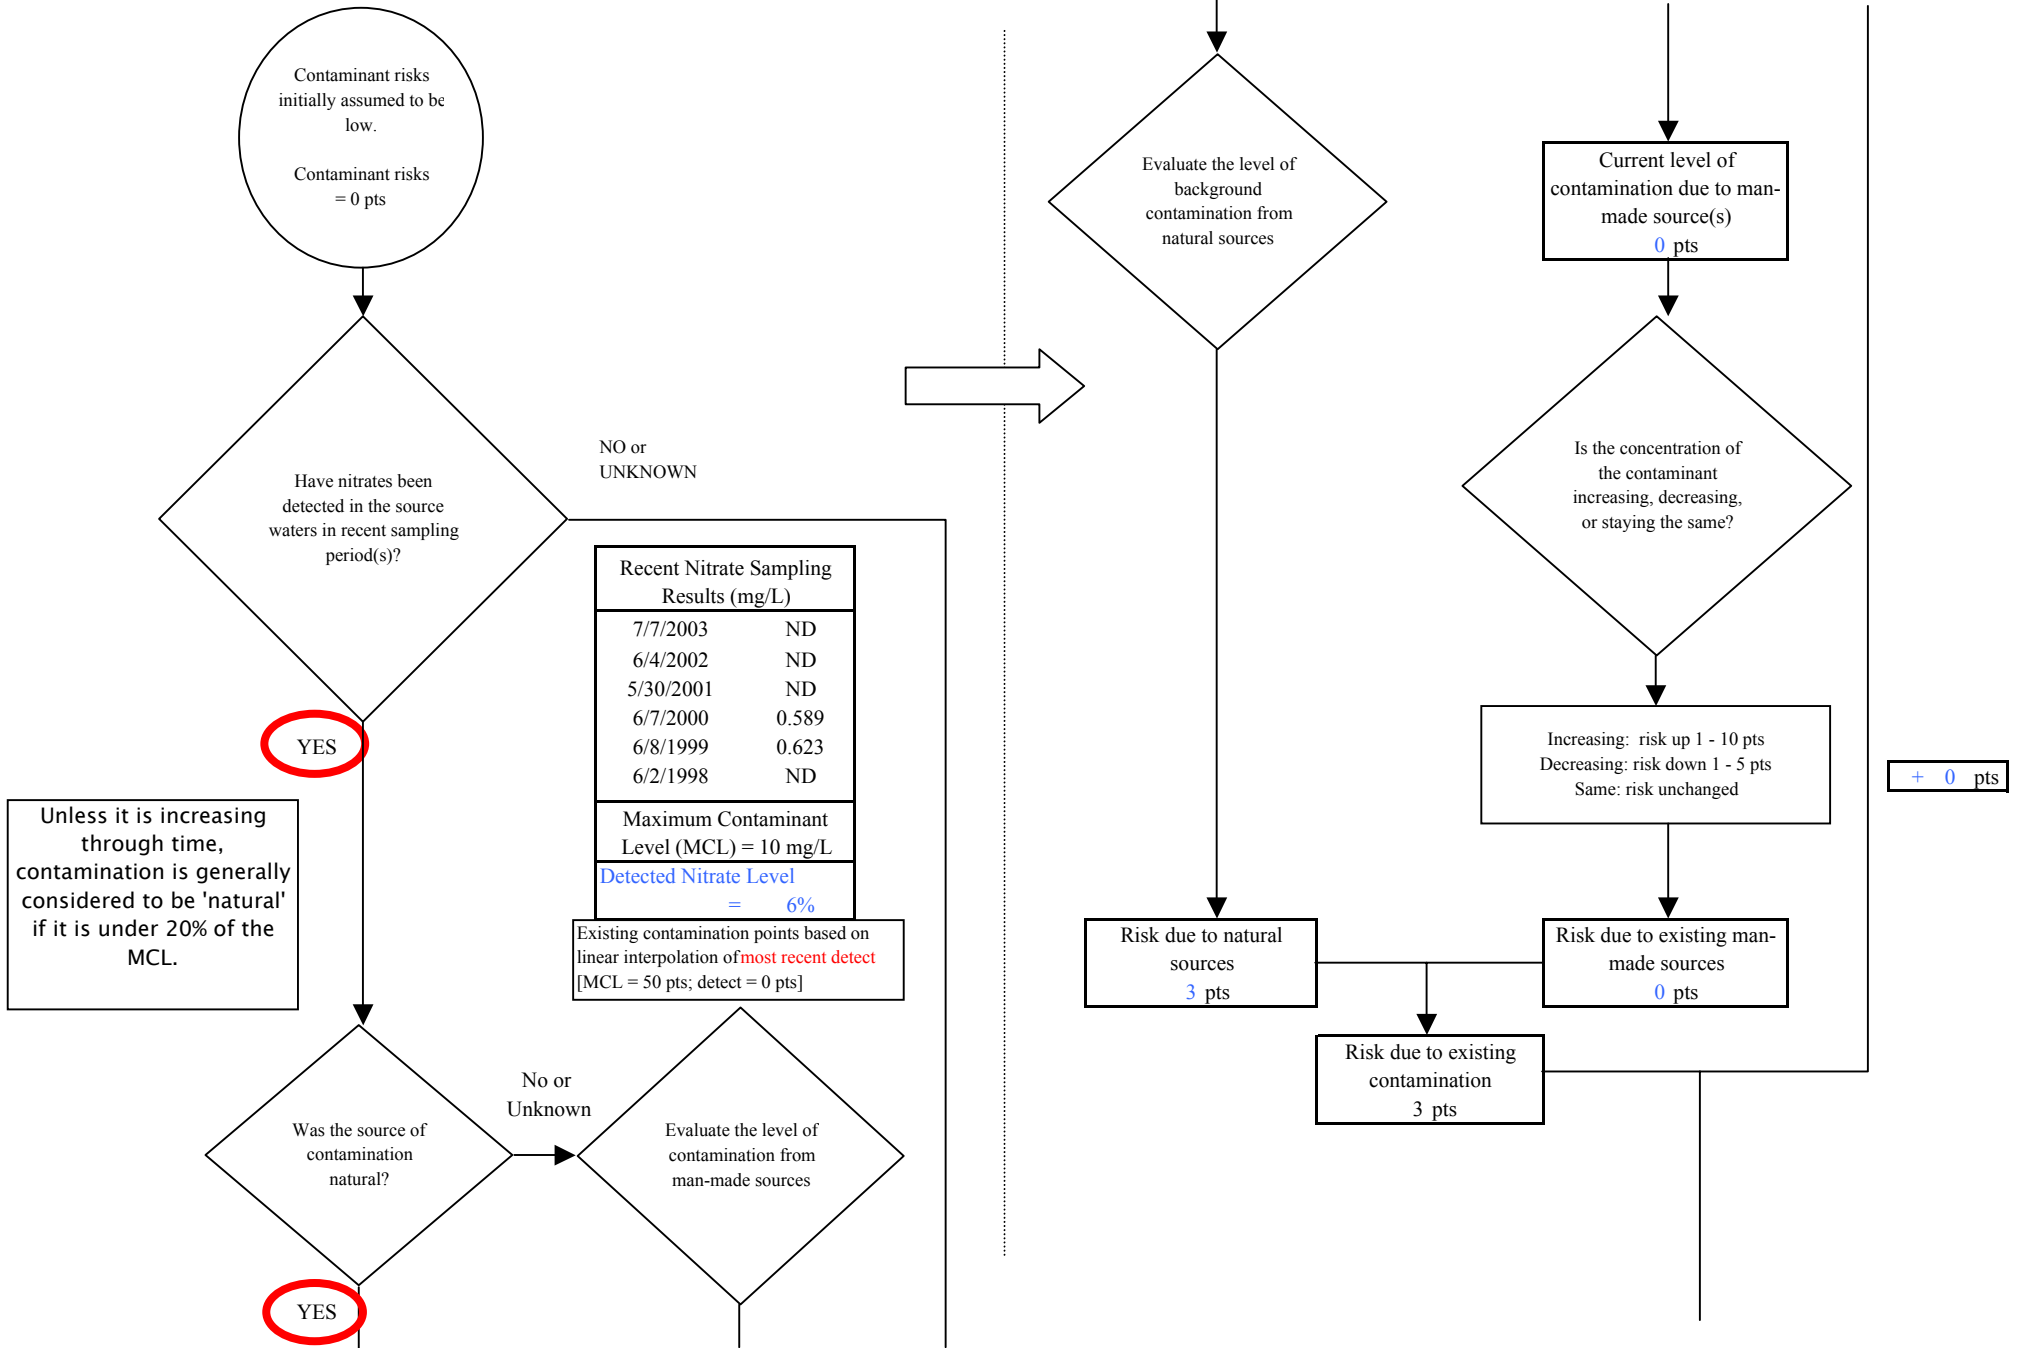 Contaminant risks
initially assumed to be
low.
Contaminant risks
= 0 pts
Have nitrates been
detected in the source
waters in recent sampling
period(s)?
NO or
UNKNOWN
YES
Recent Nitrate Sampling
Results (mg/L)
7/7/2003 ND
6/4/2002 ND
5/30/2001 ND
6/7/2000 0.589
6/8/1999 0.623
6/2/1998 ND
Maximum Contaminant
Level (MCL) = 10 mg/L
Detected Nitrate Level
= 6%
Existing contamination points based on
linear interpolation of most recent detect
[MCL = 50 pts; detect = 0 pts]
Unless it is increasing
through time,
contamination is generally
considered to be 'natural'
if it is under 20% of the
MCL.
Was the source of
contamination
natural?
No or
Unknown
Evaluate the level of
contamination from
man-made sources
YES
Evaluate the level of
background
contamination from
natural sources
Current level of
contamination due to man-
made source(s)
0 pts
Is the concentration of
the contaminant
increasing, decreasing,
or staying the same?
Increasing: risk up 1 - 10 pts
Decreasing: risk down 1 - 5 pts
Same: risk unchanged
+ 0 pts
Risk due to natural
sources
3 pts
Risk due to existing man-
made sources
0 pts
Risk due to existing
contamination
3 pts